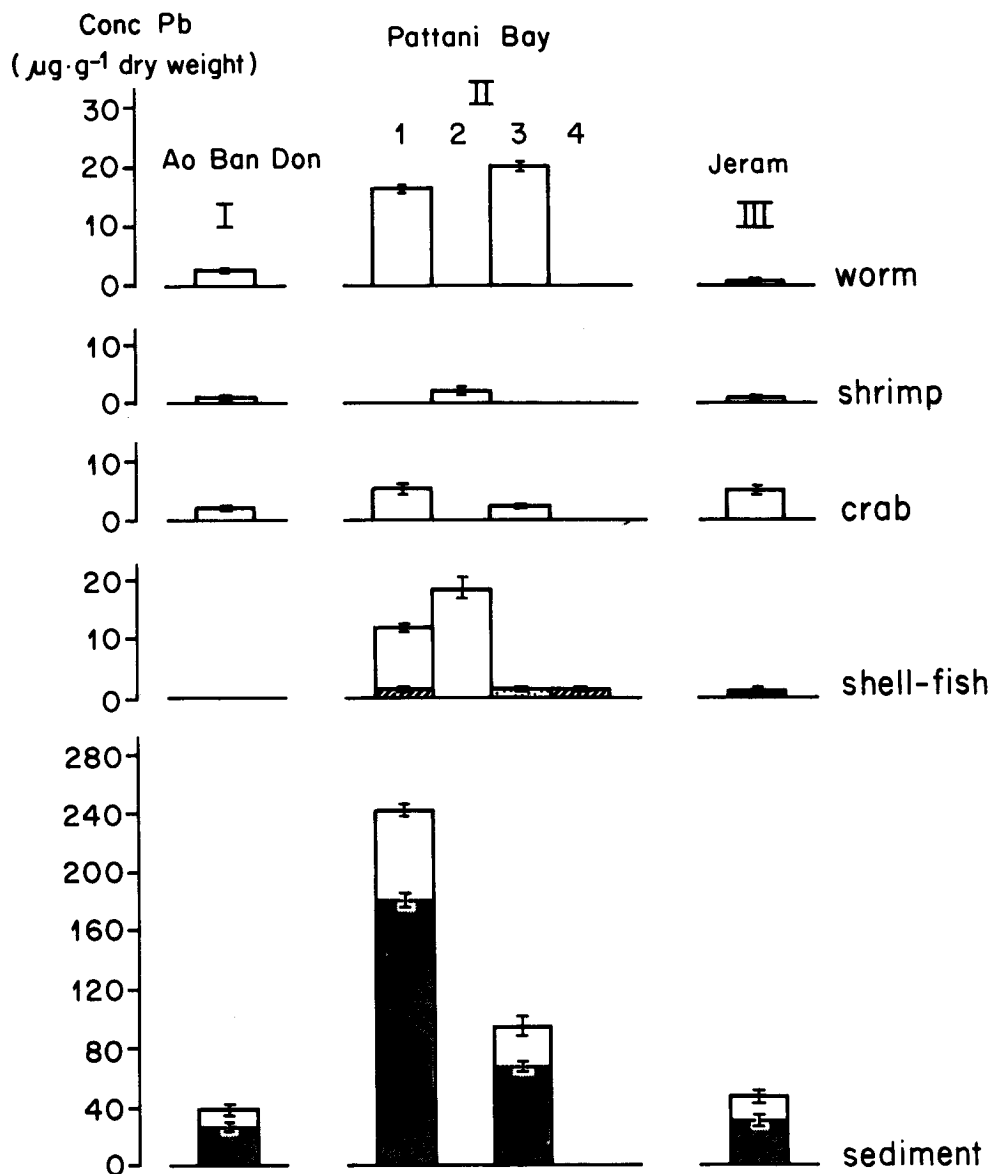 Conc Pb
(µg·g⁻¹ dry weight)
Pattani Bay
II
1 2 3 4
Ao Ban Don
I
Jeram
III
30
20
10
0
worm
10
0
shrimp
10
0
crab
20
10
0
shell-fish
280
240
200
160
120
80
40
0
sediment